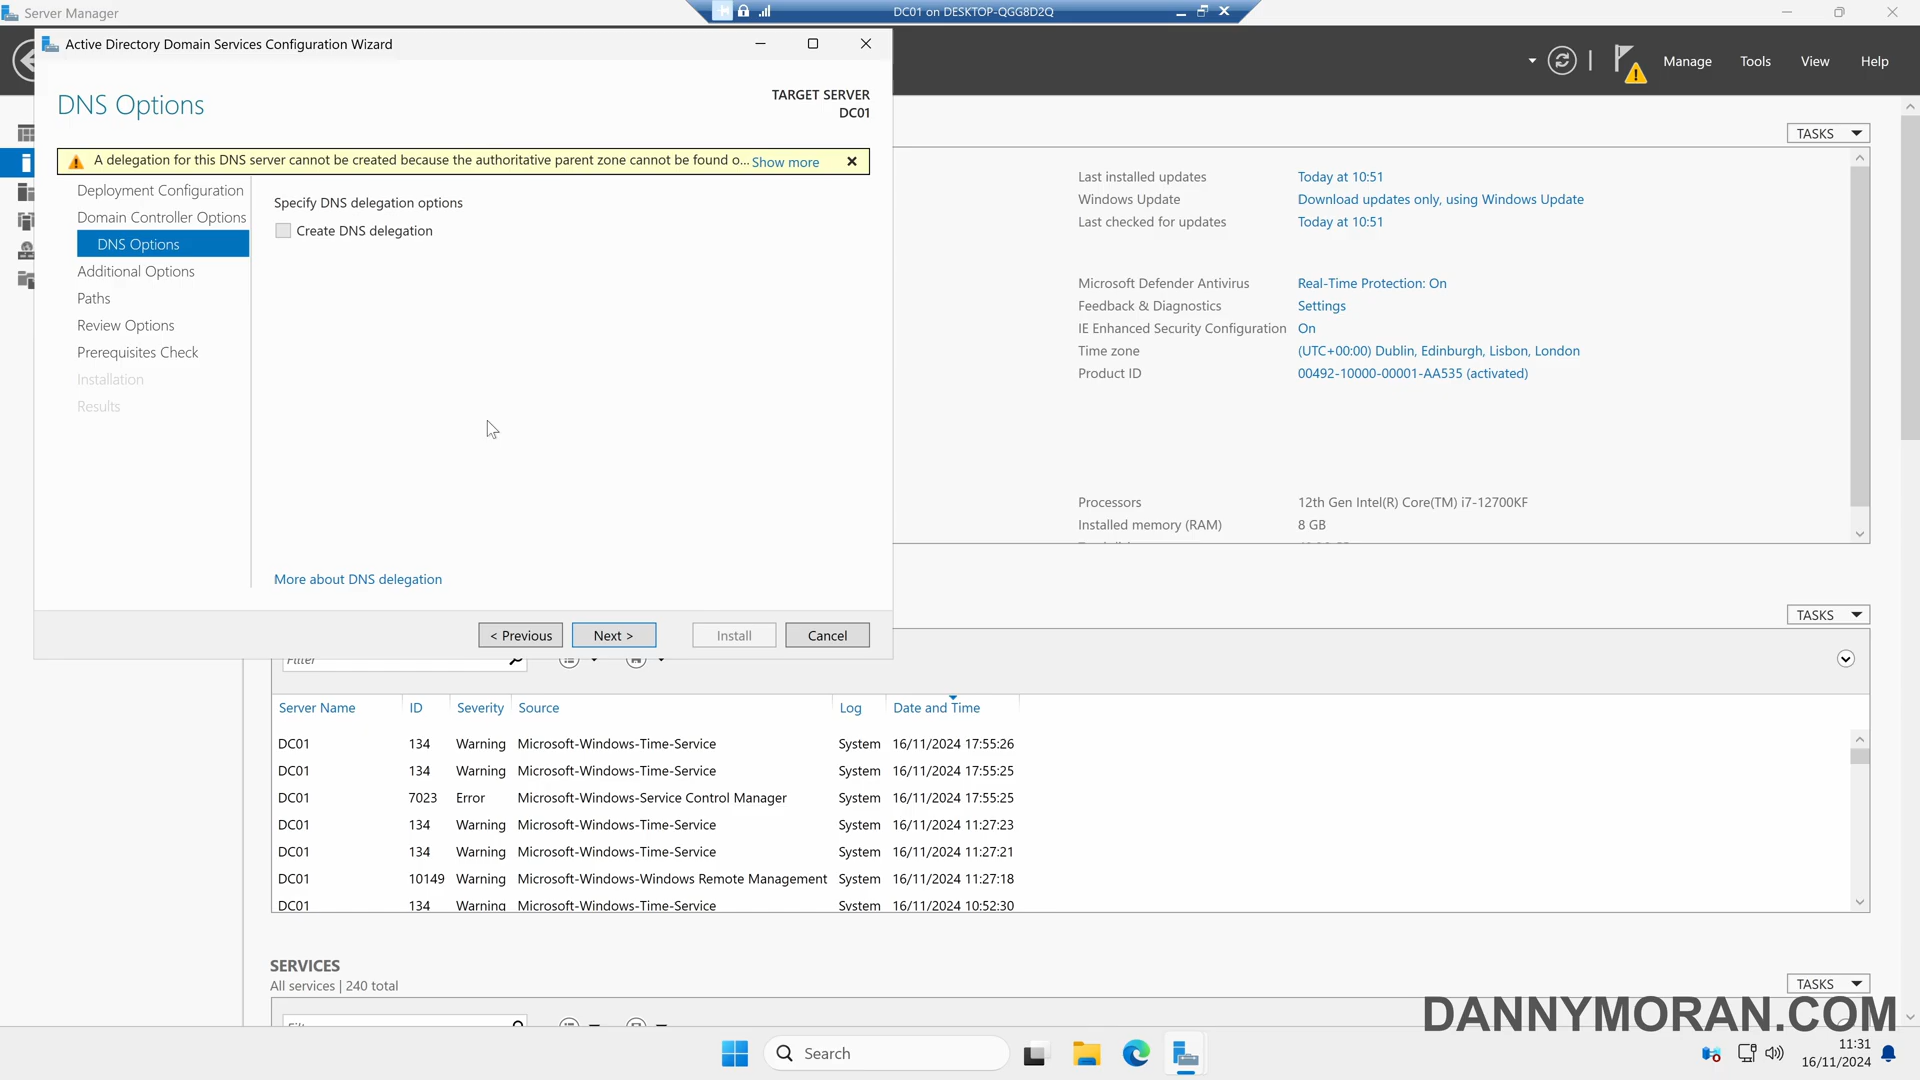 Server Manager
DC01 on DESKTOP-QGG8D2Q
Active Directory Domain Services Configuration Wizard
Manage
Tools
View
Help
DNS Options
TARGET SERVER
DC01
A delegation for this DNS server cannot be created because the authoritative parent zone cannot be found o... Show more
Deployment Configuration
Domain Controller Options
DNS Options
Additional Options
Paths
Review Options
Prerequisites Check
Installation
Results
Specify DNS delegation options
Create DNS delegation
More about DNS delegation
< Previous
Next >
Install
Cancel
TASKS
Last installed updates Today at 10:51
Windows Update Download updates only, using Windows Update
Last checked for updates Today at 10:51
Microsoft Defender Antivirus Real-Time Protection: On
Feedback & Diagnostics Settings
IE Enhanced Security Configuration On
Time zone (UTC+00:00) Dublin, Edinburgh, Lisbon, London
Product ID 00492-10000-00001-AA535 (activated)
Processors 12th Gen Intel(R) Core(TM) i7-12700KF
Installed memory (RAM) 8 GB
TASKS
Filter
Server Name ID Severity Source Log Date and Time
DC01 134 Warning Microsoft-Windows-Time-Service System 16/11/2024 17:55:26
DC01 134 Warning Microsoft-Windows-Time-Service System 16/11/2024 17:55:25
DC01 7023 Error Microsoft-Windows-Service Control Manager System 16/11/2024 17:55:25
DC01 134 Warning Microsoft-Windows-Time-Service System 16/11/2024 11:27:23
DC01 134 Warning Microsoft-Windows-Time-Service System 16/11/2024 11:27:21
DC01 10149 Warning Microsoft-Windows-Windows Remote Management System 16/11/2024 11:27:18
DC01 134 Warning Microsoft-Windows-Time-Service System 16/11/2024 10:52:30
SERVICES
All services | 240 total
TASKS
DANNYMORAN.COM
Search
11:31
16/11/2024